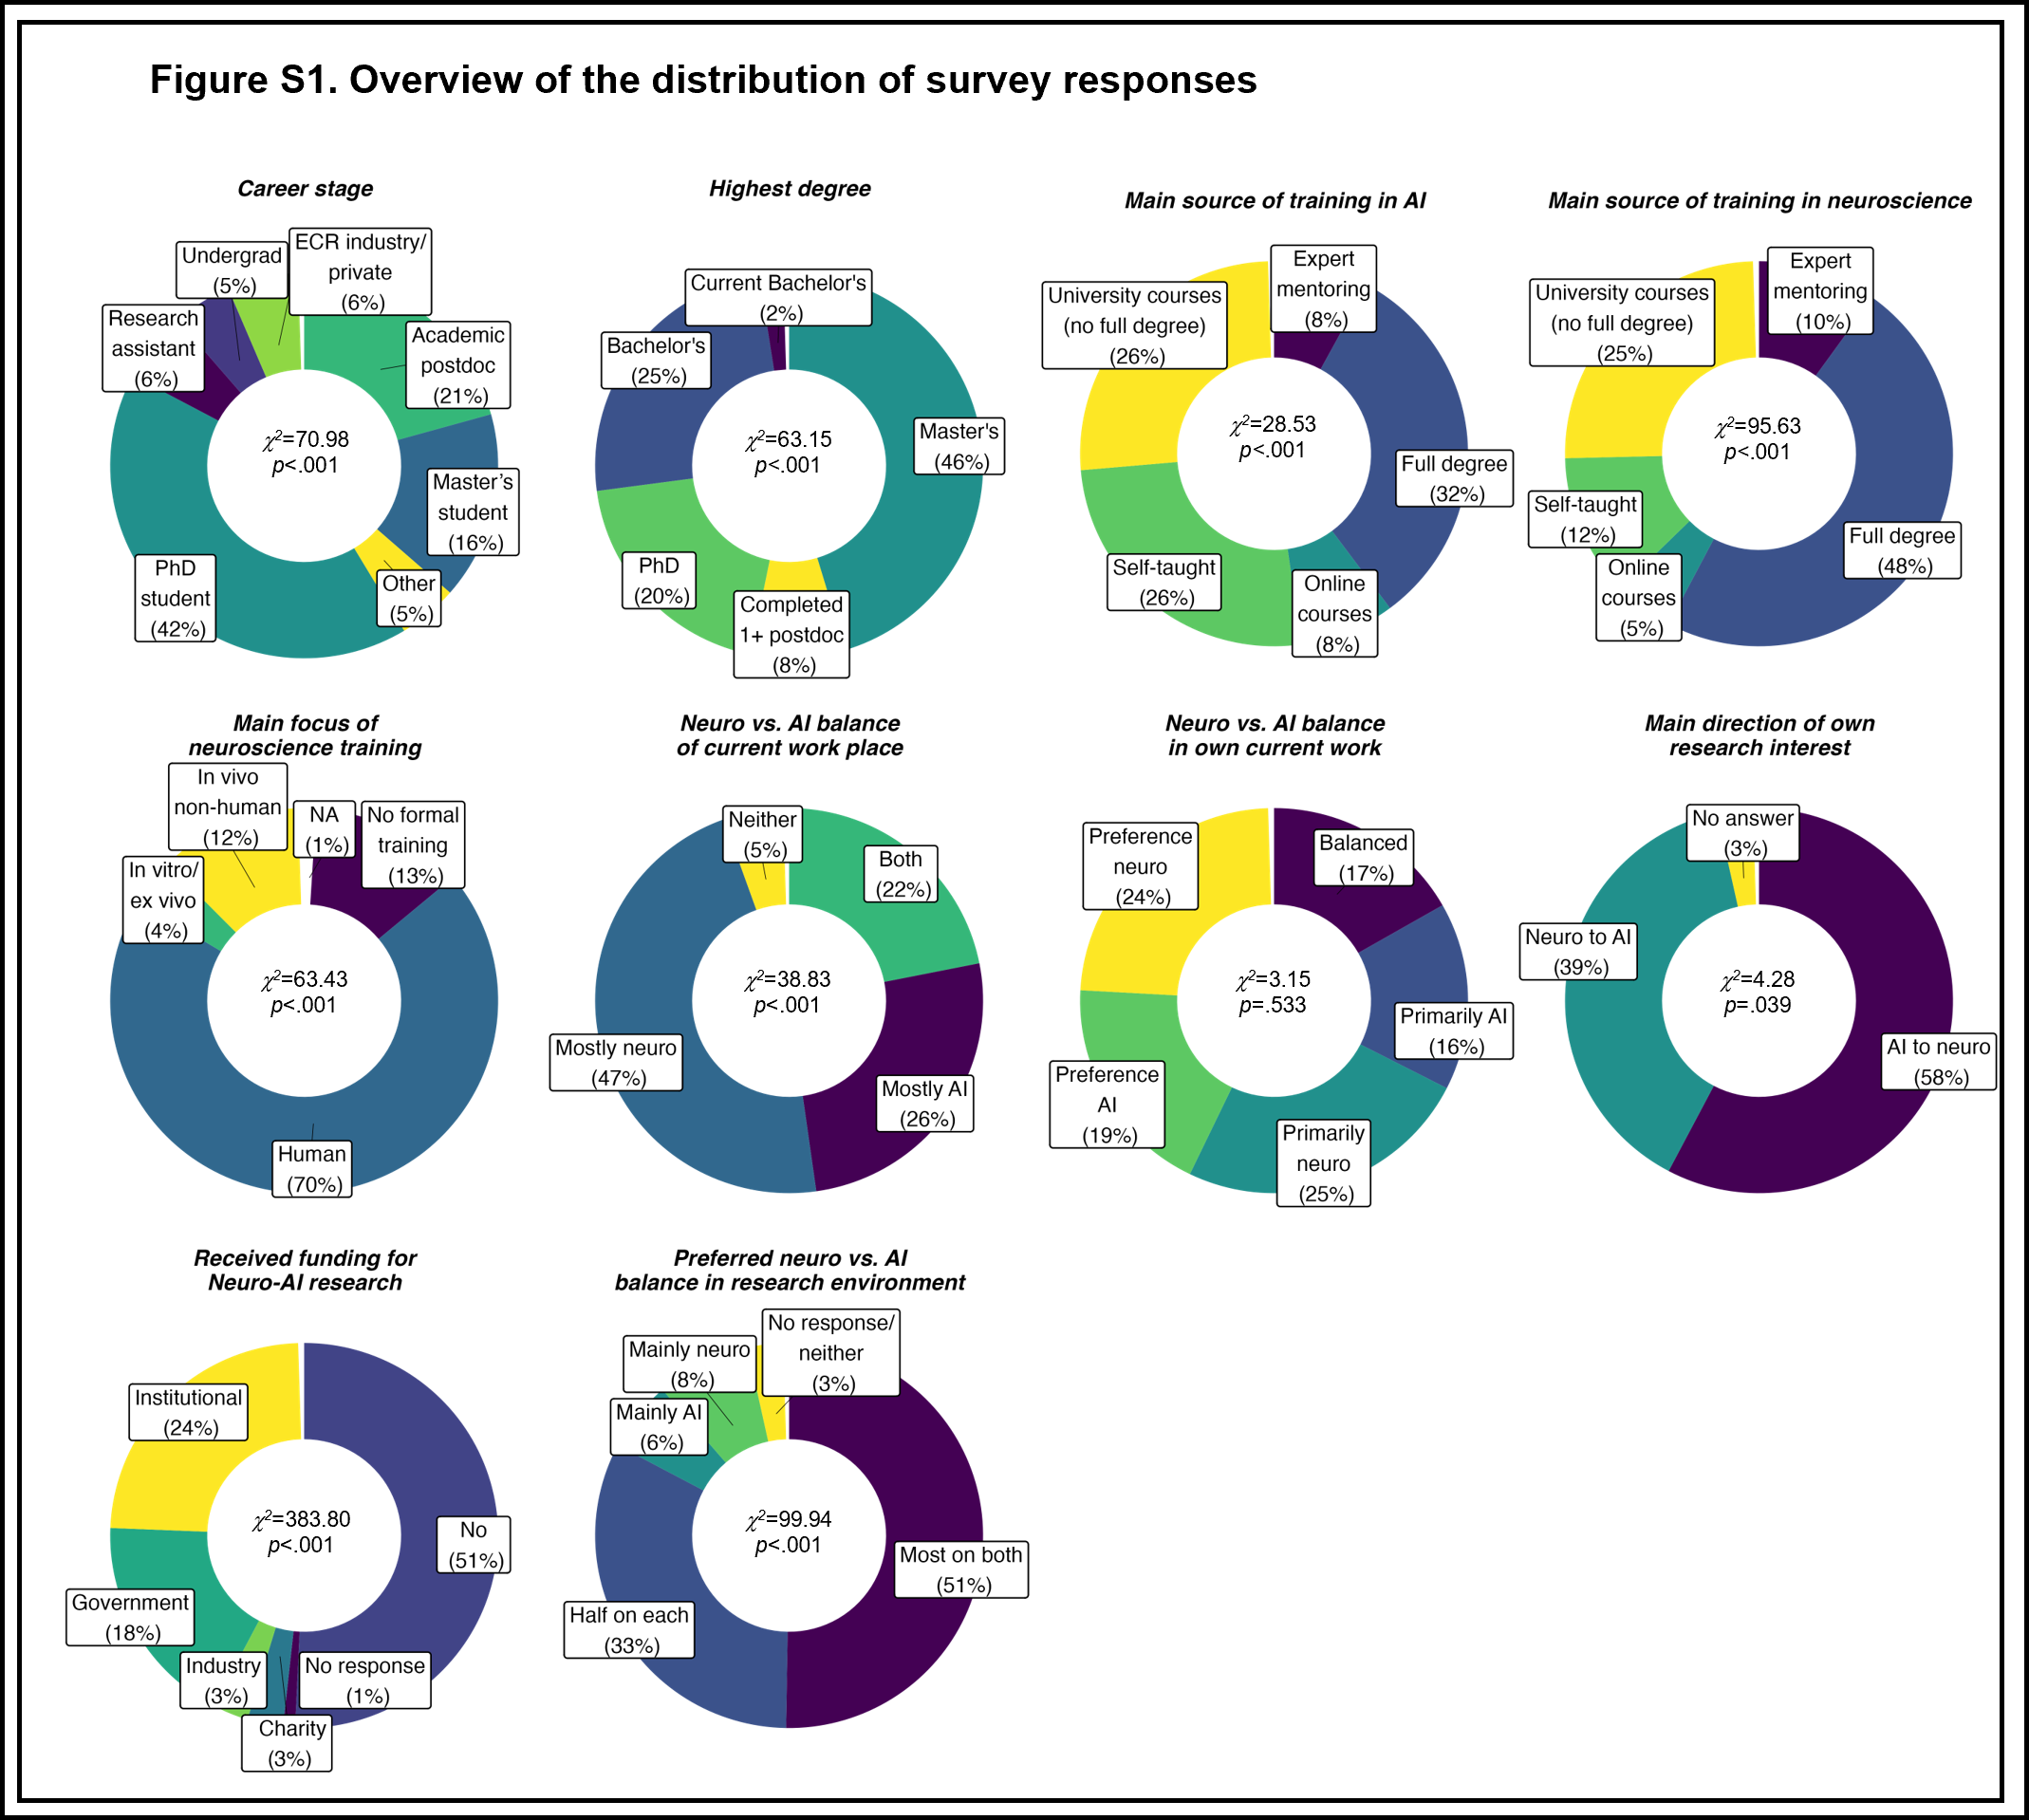 Figure S1. Overview of the distribution of survey responses
Career stage
Undergrad
(5%)
ECR industry/
private
(6%)
Research
assistant
(6%)
Academic
postdoc
(21%)
χ²=70.98
p<.001
Master’s
student
(16%)
PhD
student
(42%)
Other
(5%)
Highest degree
Current Bachelor's
(2%)
Bachelor's
(25%)
Master's
(46%)
χ²=63.15
p<.001
PhD
(20%)
Completed
1+ postdoc
(8%)
Main source of training in AI
Expert
mentoring
(8%)
University courses
(no full degree)
(26%)
χ²=28.53
p<.001
Full degree
(32%)
Self-taught
(26%)
Online
courses
(8%)
Main source of training in neuroscience
Expert
mentoring
(10%)
University courses
(no full degree)
(25%)
χ²=95.63
p<.001
Self-taught
(12%)
Full degree
(48%)
Online
courses
(5%)
Main focus of
neuroscience training
In vivo
non-human
(12%)
NA
(1%)
No formal
training
(13%)
In vitro/
ex vivo
(4%)
χ²=63.43
p<.001
Human
(70%)
Neuro vs. AI balance
of current work place
Neither
(5%)
Both
(22%)
χ²=38.83
p<.001
Mostly neuro
(47%)
Mostly AI
(26%)
Neuro vs. AI balance
in own current work
Preference
neuro
(24%)
Balanced
(17%)
χ²=3.15
p=.533
Primarily AI
(16%)
Preference
AI
(19%)
Primarily
neuro
(25%)
Main direction of own
research interest
No answer
(3%)
Neuro to AI
(39%)
χ²=4.28
p=.039
AI to neuro
(58%)
Received funding for
Neuro-AI research
Institutional
(24%)
χ²=383.80
p<.001
No
(51%)
Government
(18%)
Industry
(3%)
No response
(1%)
Charity
(3%)
Preferred neuro vs. AI
balance in research environment
No response/
neither
(3%)
Mainly neuro
(8%)
Mainly AI
(6%)
χ²=99.94
p<.001
Most on both
(51%)
Half on each
(33%)